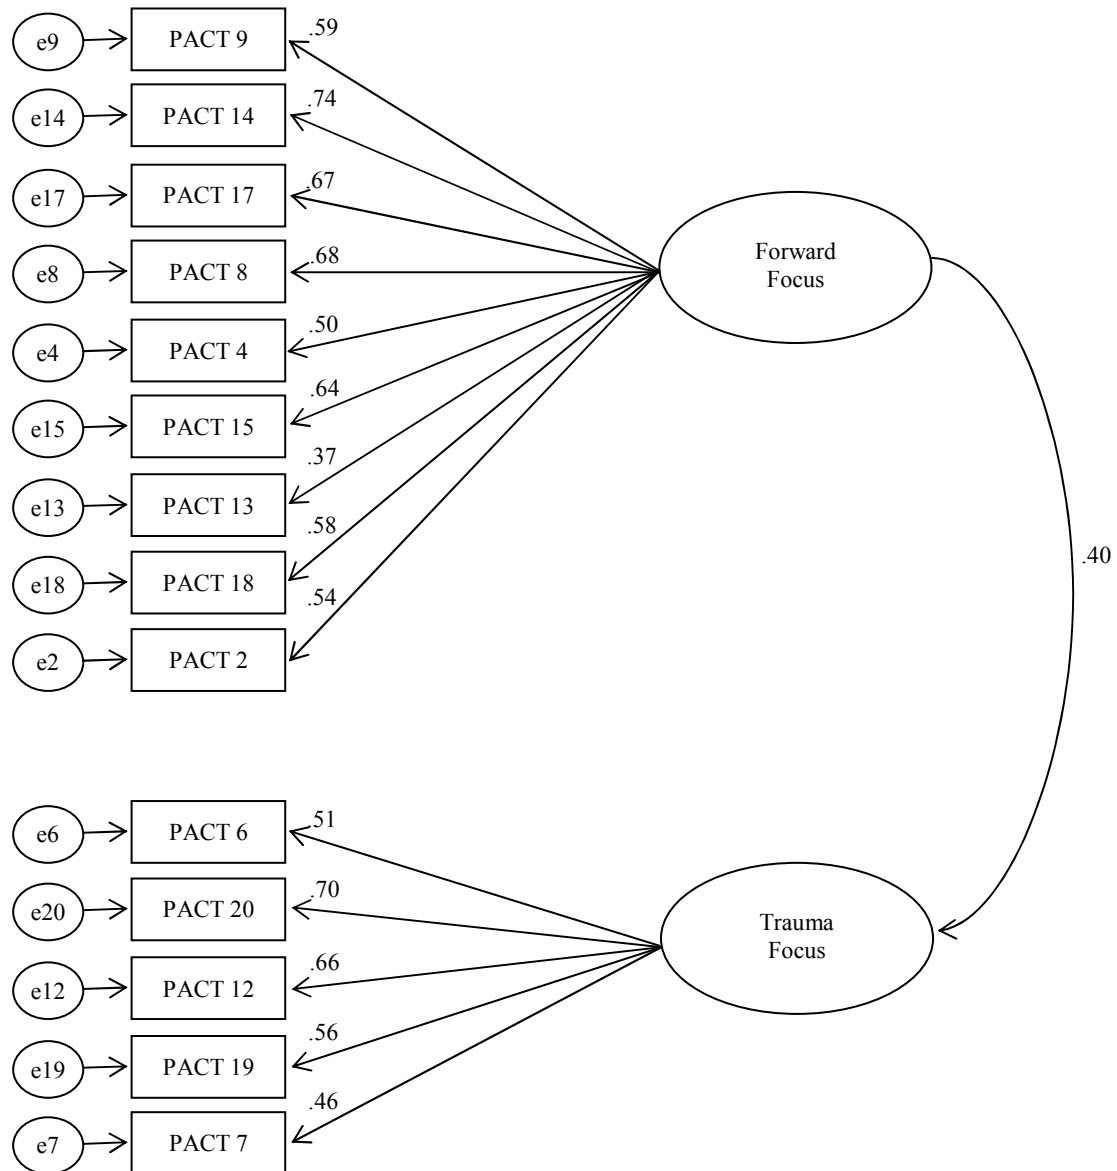 e9 PACT 9 .59
e14 PACT 14 .74
e17 PACT 17 .67
e8 PACT 8 .68
e4 PACT 4 .50
e15 PACT 15 .64
e13 PACT 13 .37
e18 PACT 18 .58
e2 PACT 2 .54
Forward
Focus
.40
e6 PACT 6 .51
e20 PACT 20 .70
e12 PACT 12 .66
e19 PACT 19 .56
e7 PACT 7 .46
Trauma
Focus